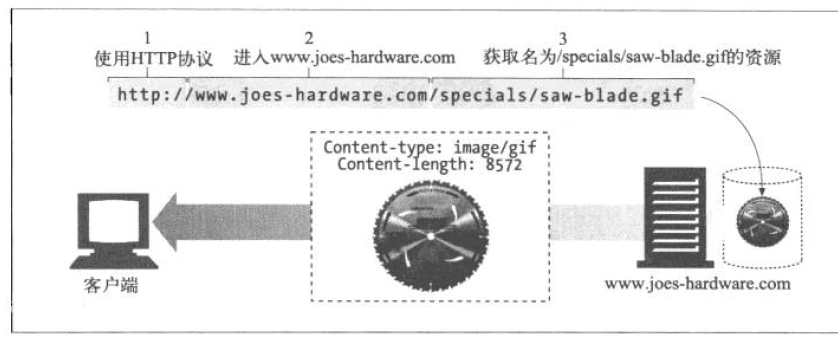 1 2 3
使用HTTP协议 进入www.joes-hardware.com 获取名为/specials/saw-blade.gif的资源
http://www.joes-hardware.com/specials/saw-blade.gif
Content-type: image/gif
Content-length: 8572
客户端
www.joes-hardware.com